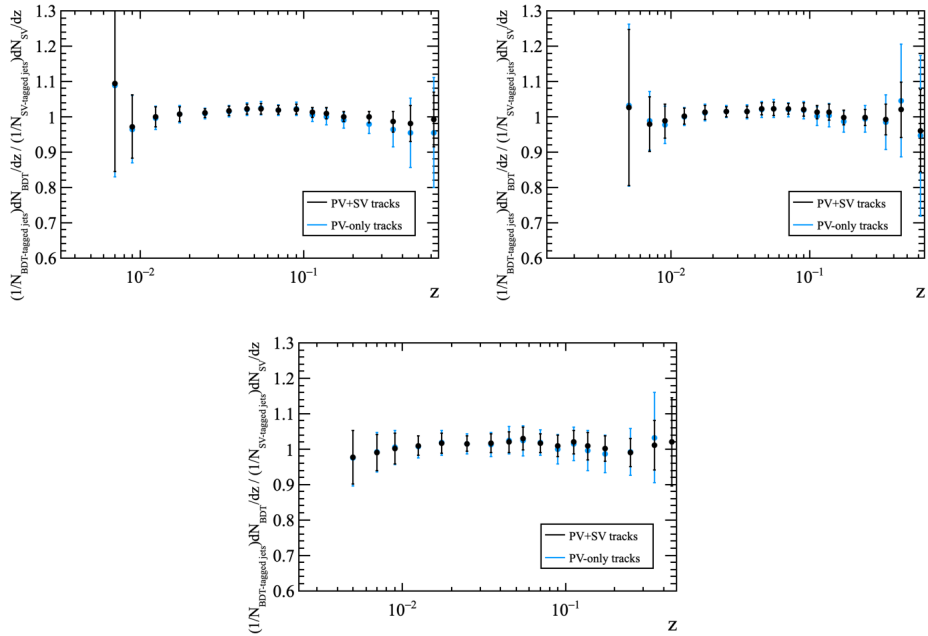 (1/N_BDT-tagged jets)dN_BDT/dz / (1/N_SV-tagged jets)dN_SV/dz
1.3
1.2
1.1
1
0.9
0.8
0.7
0.6
PV+SV tracks
PV-only tracks
10^−2
10^−1
z
(1/N_BDT-tagged jets)dN_BDT/dz / (1/N_SV-tagged jets)dN_SV/dz
1.3
1.2
1.1
1
0.9
0.8
0.7
0.6
PV+SV tracks
PV-only tracks
10^−2
10^−1
z
(1/N_BDT-tagged jets)dN_BDT/dz / (1/N_SV-tagged jets)dN_SV/dz
1.3
1.2
1.1
1
0.9
0.8
0.7
0.6
PV+SV tracks
PV-only tracks
10^−2
10^−1
z